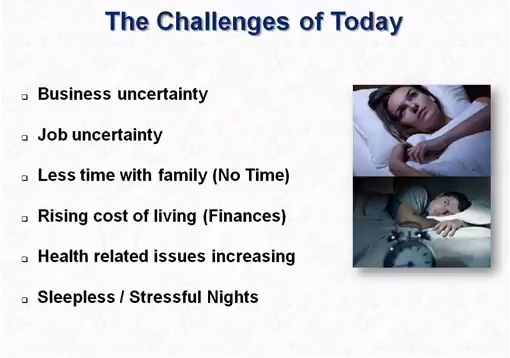 The Challenges of Today
Business uncertainty
Job uncertainty
Less time with family (No Time)
Rising cost of living (Finances)
Health related issues increasing
Sleepless / Stressful Nights